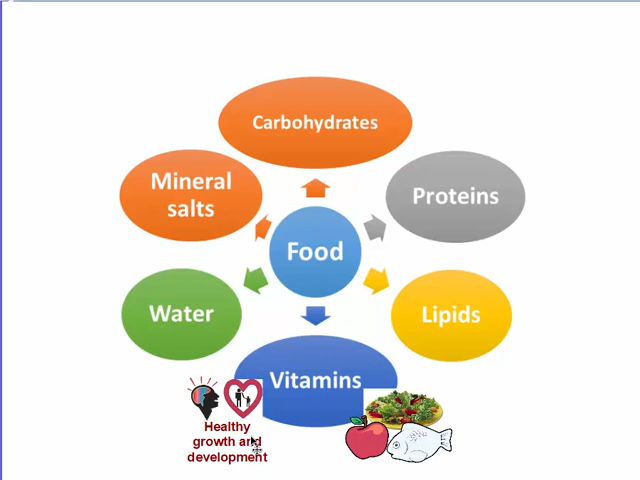 Carbohydrates
Mineral
salts
Proteins
Food
Water
Lipids
Vitamins
Healthy
growth and
development